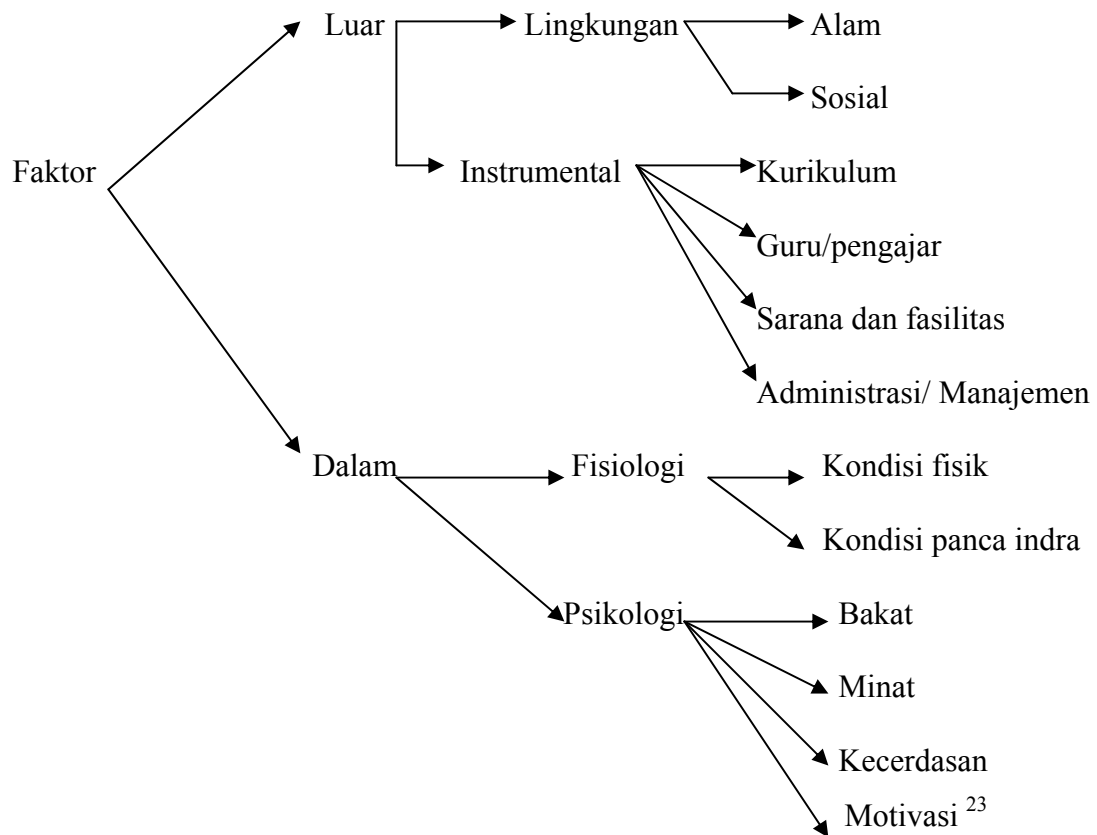 Luar Lingkungan Alam
Sosial
Faktor Instrumental Kurikulum
Guru/pengajar
Sarana dan fasilitas
Administrasi/ Manajemen
Dalam Fisiologi Kondisi fisik
Kondisi panca indra
Psikologi Bakat
Minat
Kecerdasan
Motivasi 23